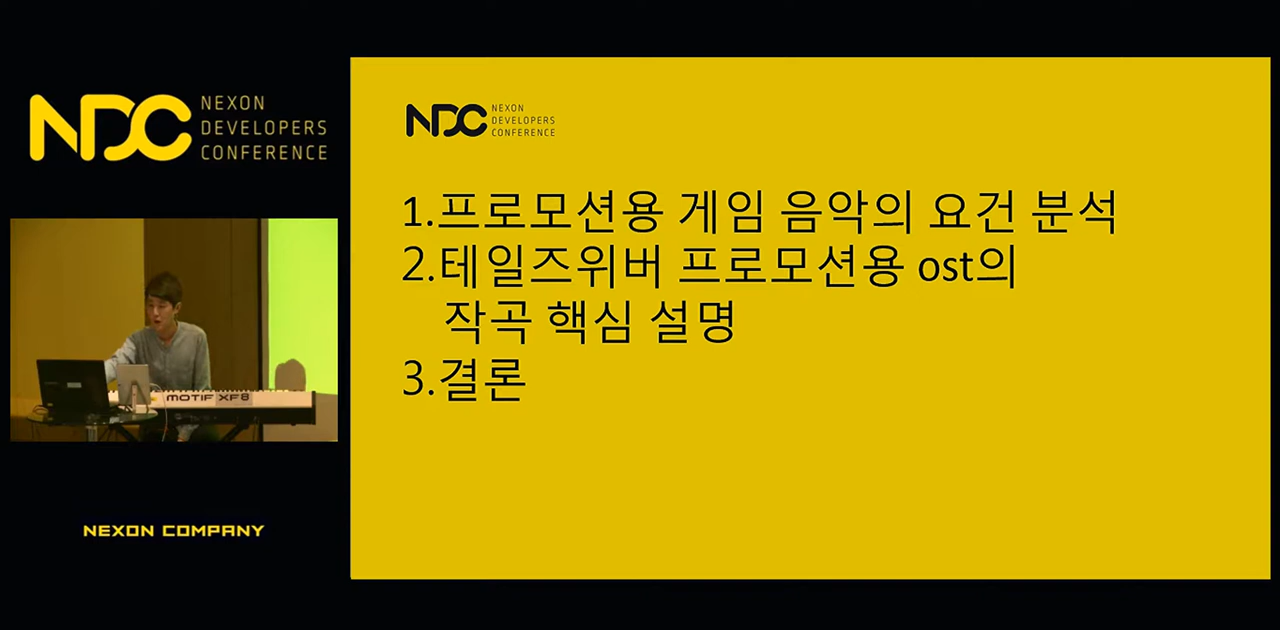 NDC NEXON
DEVELOPERS
CONFERENCE
MOTIF XF8
NEXON COMPANY
NDC NEXON
DEVELOPERS
CONFERENCE
1.프로모션용 게임 음악의 요건 분석
2.테일즈위버 프로모션용 ost의
작곡 핵심 설명
3.결론